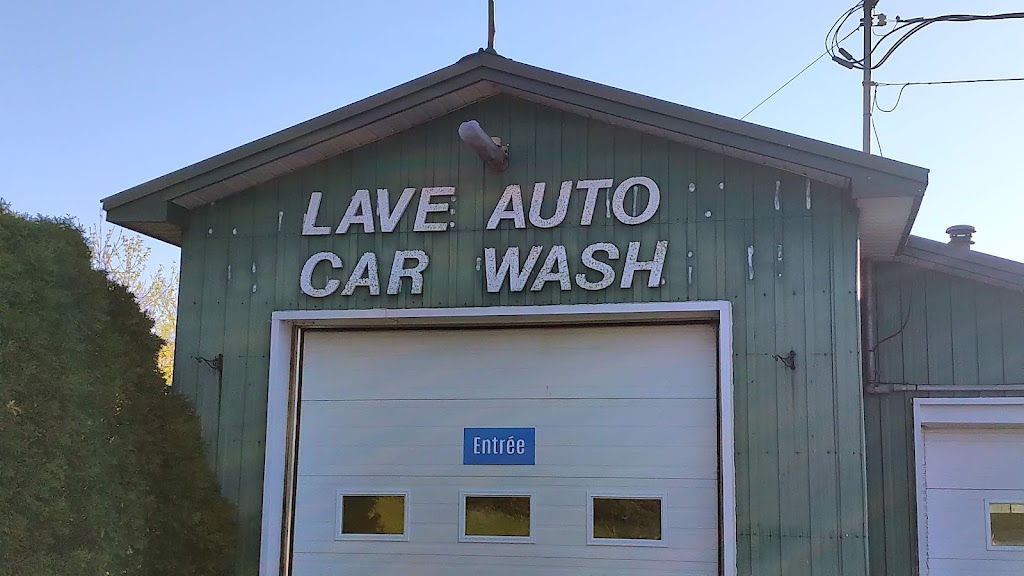 LAVE AUTO
CAR WASH
Entrée